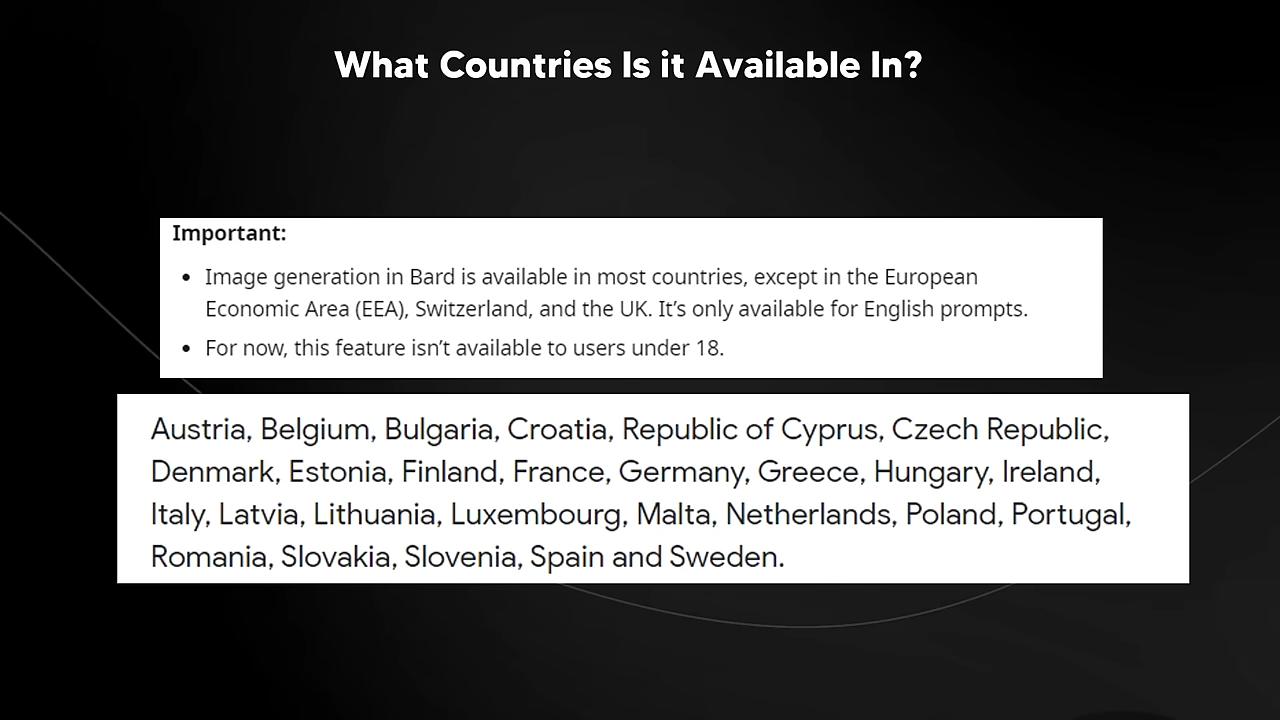 What Countries Is it Available In?
Important:
• Image generation in Bard is available in most countries, except in the European
Economic Area (EEA), Switzerland, and the UK. It’s only available for English prompts.
• For now, this feature isn’t available to users under 18.
Austria, Belgium, Bulgaria, Croatia, Republic of Cyprus, Czech Republic,
Denmark, Estonia, Finland, France, Germany, Greece, Hungary, Ireland,
Italy, Latvia, Lithuania, Luxembourg, Malta, Netherlands, Poland, Portugal,
Romania, Slovakia, Slovenia, Spain and Sweden.